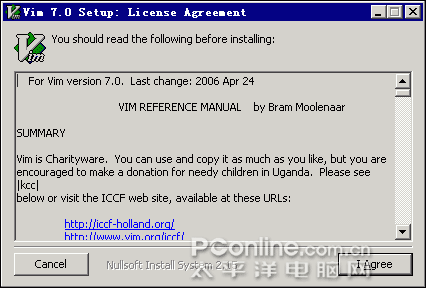 Vim 7.0 Setup: License Agreement
Vim
You should read the following before installing:
For Vim version 7.0. Last change: 2006 Apr 24
VIM REFERENCE MANUAL by Bram Moolenaar
SUMMARY
Vim is Charityware. You can use and copy it as much as you like, but you are
encouraged to make a donation for needy children in Uganda. Please see
|kcc|
below or visit the ICCF web site, available at these URLs:
http://iccf-holland.org/
http://www.vim.org/iccf/
PConline.com.cn
太平洋电脑网
Cancel
Nullsoft Install System 2.15
I Agree